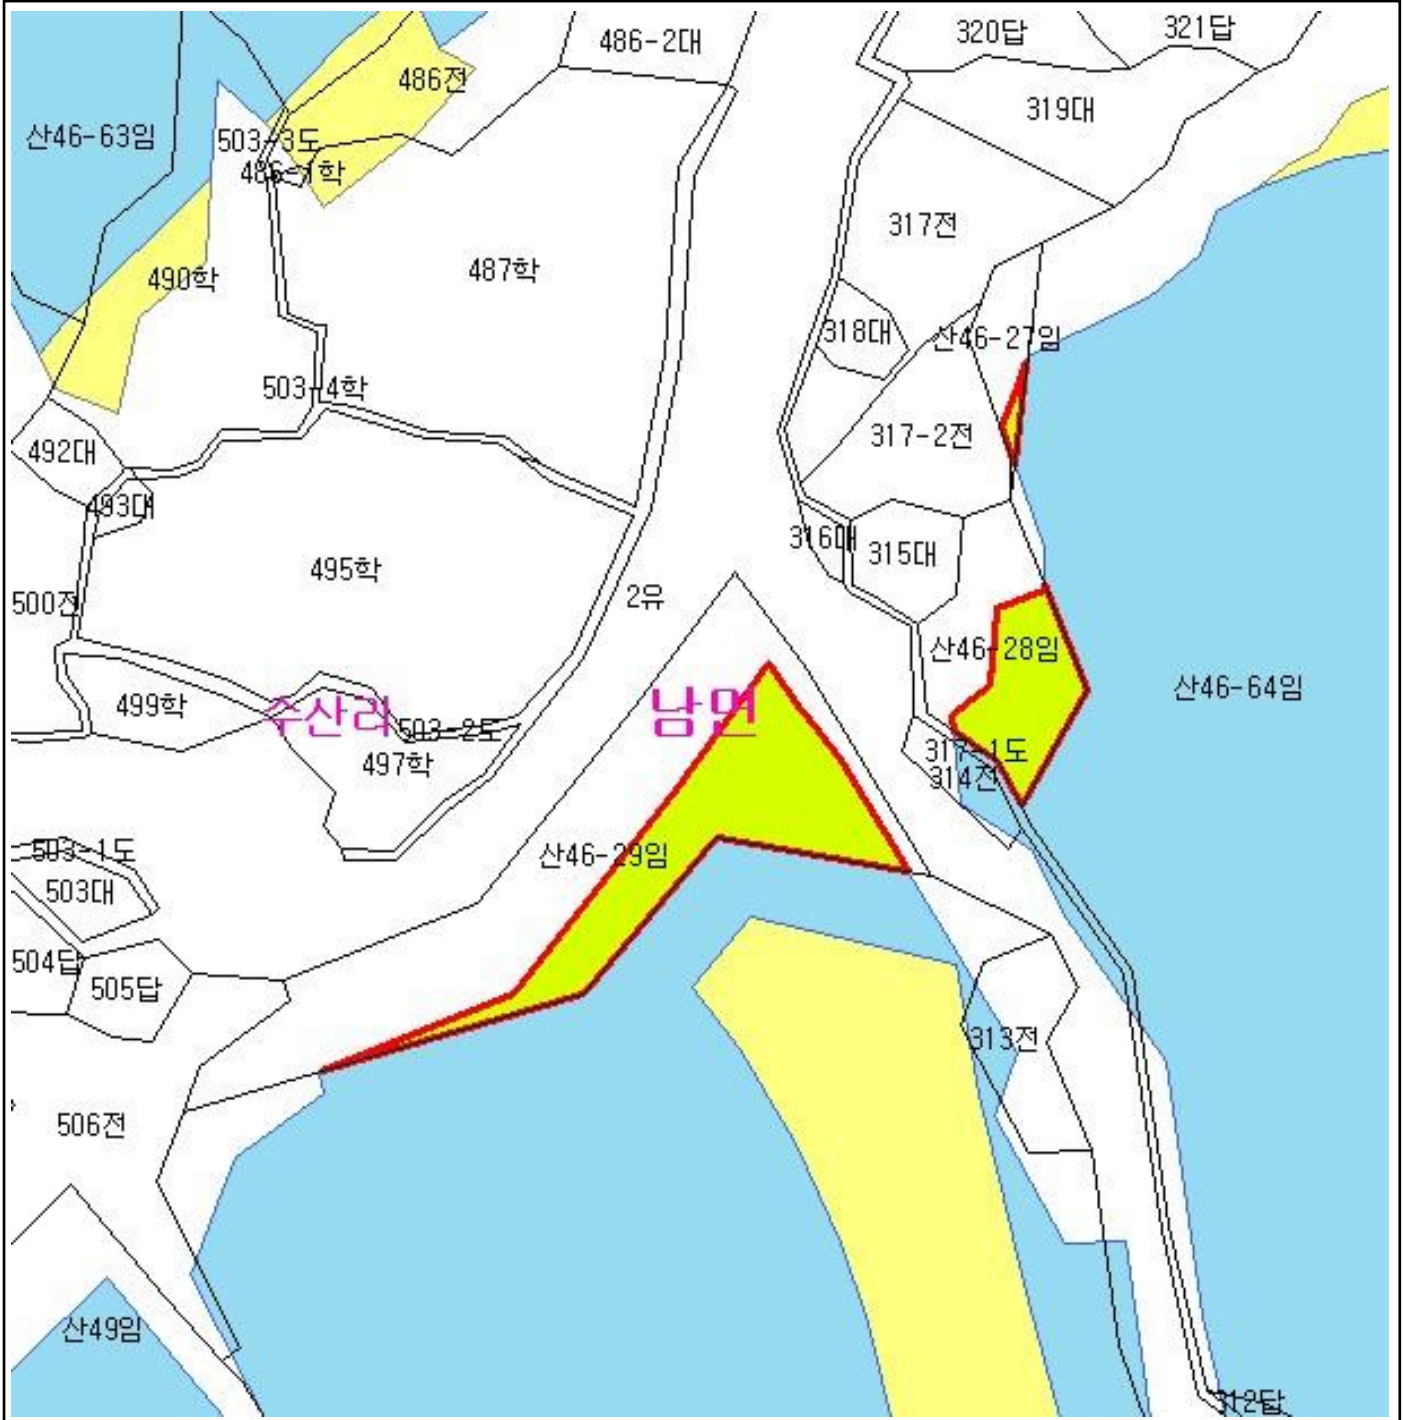 486-2대
320답
321답
486전
319대
산46-63임
503-3도
486-1학
317전
487학
490학
318대
산46-27임
503-4학
317-2전
492대
493대
316대
315대
495학
2유
500전
산46-28임
산46-64임
499학
수산리
남면
503-2도
317-1도
497학
314전
503-1도
산46-29임
503대
504답
505답
313전
506전
산49임
312답